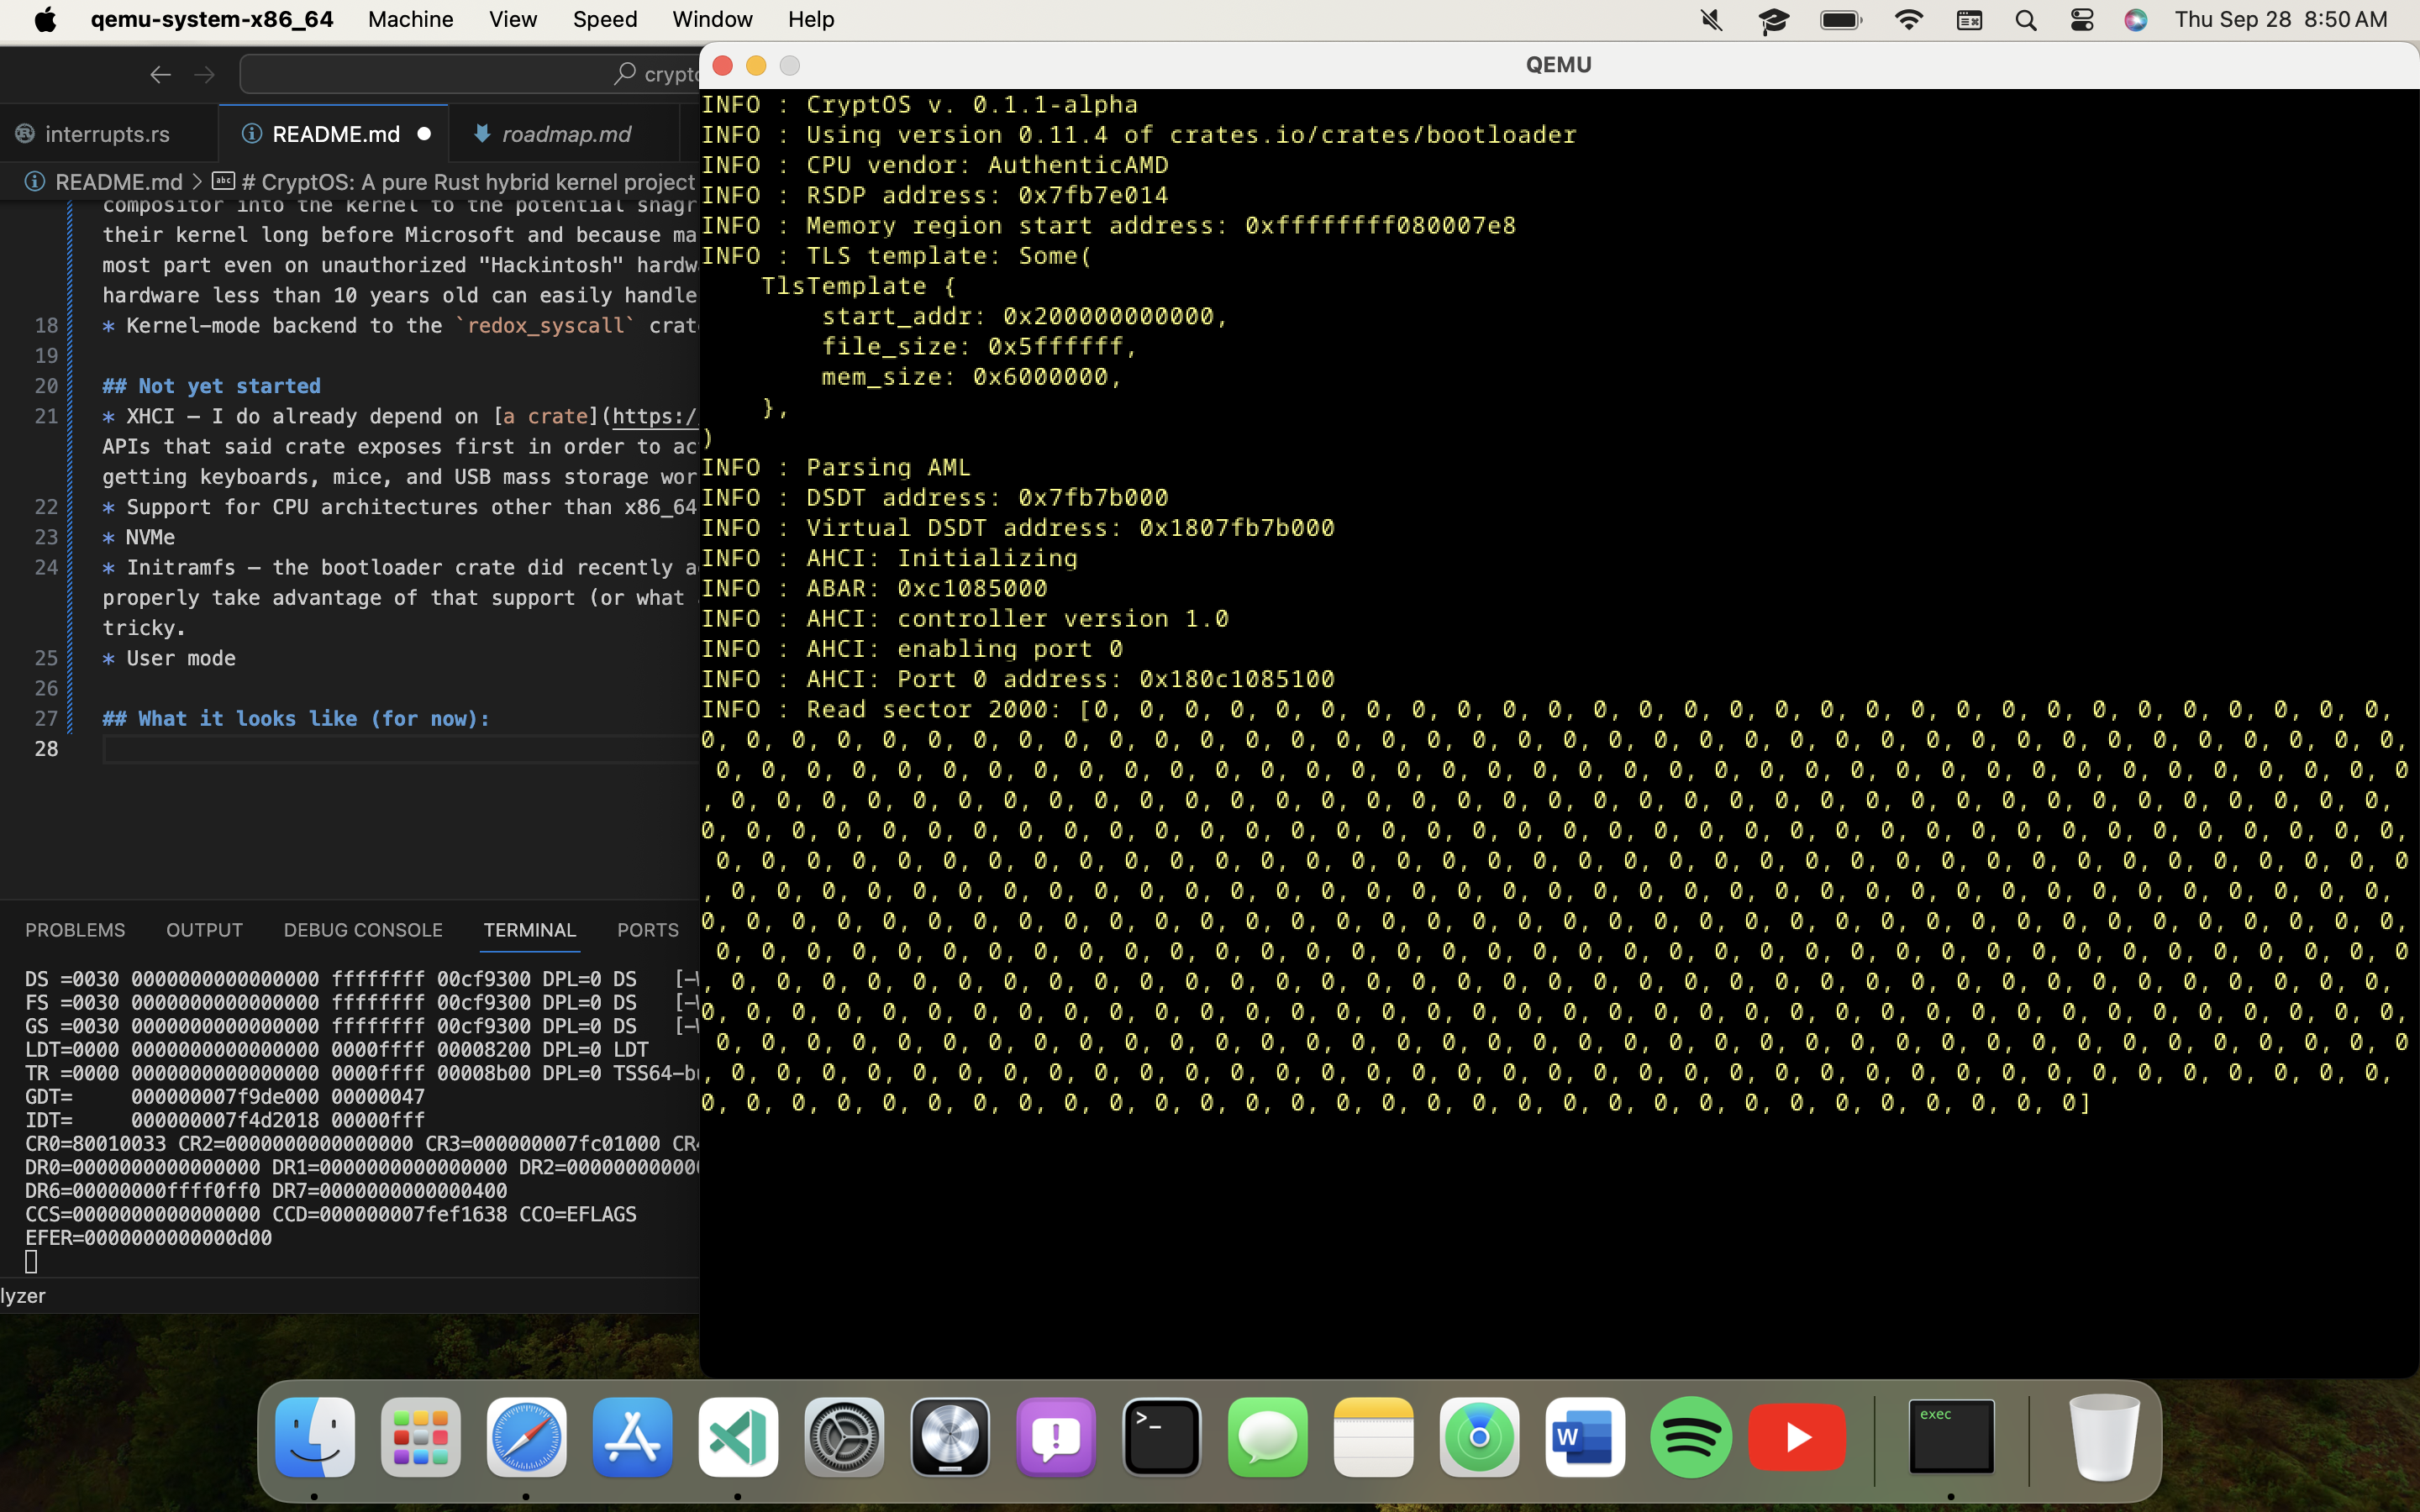 qemu-system-x86_64 Machine View Speed Window Help Thu Sep 28 8:50 AM
crypto
interrupts.rs README.md roadmap.md
README.md > # CryptOS: A pure Rust hybrid kernel project
compositor into the kernel to the potential shagr
their kernel long before Microsoft and because ma
most part even on unauthorized "Hackintosh" hardw
hardware less than 10 years old can easily handle
18 * Kernel-mode backend to the `redox_syscall` crat
19
20 ## Not yet started
21 * XHCI – I do already depend on [a crate](https:/
APIs that said crate exposes first in order to ac
getting keyboards, mice, and USB mass storage wor
22 * Support for CPU architectures other than x86_64
23 * NVMe
24 * Initramfs – the bootloader crate did recently a
properly take advantage of that support (or what
tricky.
25 * User mode
26
27 ## What it looks like (for now):
28
PROBLEMS OUTPUT DEBUG CONSOLE TERMINAL PORTS
DS =0030 0000000000000000 ffffffff 00cf9300 DPL=0 DS [-W
FS =0030 0000000000000000 ffffffff 00cf9300 DPL=0 DS [-W
GS =0030 0000000000000000 ffffffff 00cf9300 DPL=0 DS [-W
LDT=0000 0000000000000000 0000ffff 00008200 DPL=0 LDT
TR =0000 0000000000000000 0000ffff 00008b00 DPL=0 TSS64-bu
GDT= 000000007f9de000 00000047
IDT= 000000007f4d2018 00000fff
CR0=80010033 CR2=0000000000000000 CR3=000000007fc01000 CR4
DR0=0000000000000000 DR1=0000000000000000 DR2=00000000000
DR6=00000000ffff0ff0 DR7=0000000000000400
CCS=0000000000000000 CCD=000000007fef1638 CCO=EFLAGS
EFER=0000000000000d00
lyzer
QEMU
INFO : CryptOS v. 0.1.1-alpha
INFO : Using version 0.11.4 of crates.io/crates/bootloader
INFO : CPU vendor: AuthenticAMD
INFO : RSDP address: 0x7fb7e014
INFO : Memory region start address: 0xffffffff080007e8
INFO : TLS template: Some(
TlsTemplate {
start_addr: 0x200000000000,
file_size: 0x5ffffff,
mem_size: 0x6000000,
},
)
INFO : Parsing AML
INFO : DSDT address: 0x7fb7b000
INFO : Virtual DSDT address: 0x1807fb7b000
INFO : AHCI: Initializing
INFO : ABAR: 0xc1085000
INFO : AHCI: controller version 1.0
INFO : AHCI: enabling port 0
INFO : AHCI: Port 0 address: 0x180c1085100
INFO : Read sector 2000: [0, 0, 0, 0, 0, 0, 0, 0, 0, 0, 0, 0, 0, 0, 0, 0, 0, 0, 0, 0, 0, 0, 0, 0, 0, 0, 0, 0, 0,
0, 0, 0, 0, 0, 0, 0, 0, 0, 0, 0, 0, 0, 0, 0, 0, 0, 0, 0, 0, 0, 0, 0, 0, 0, 0, 0, 0, 0, 0, 0, 0, 0, 0, 0, 0, 0, 0,
0, 0, 0, 0, 0, 0, 0, 0, 0, 0, 0, 0, 0, 0, 0, 0, 0, 0, 0, 0, 0, 0, 0, 0, 0, 0, 0, 0, 0, 0, 0, 0, 0, 0, 0, 0, 0, 0
, 0, 0, 0, 0, 0, 0, 0, 0, 0, 0, 0, 0, 0, 0, 0, 0, 0, 0, 0, 0, 0, 0, 0, 0, 0, 0, 0, 0, 0, 0, 0, 0, 0, 0, 0, 0, 0,
0, 0, 0, 0, 0, 0, 0, 0, 0, 0, 0, 0, 0, 0, 0, 0, 0, 0, 0, 0, 0, 0, 0, 0, 0, 0, 0, 0, 0, 0, 0, 0, 0, 0, 0, 0, 0, 0,
0, 0, 0, 0, 0, 0, 0, 0, 0, 0, 0, 0, 0, 0, 0, 0, 0, 0, 0, 0, 0, 0, 0, 0, 0, 0, 0, 0, 0, 0, 0, 0, 0, 0, 0, 0, 0, 0
, 0, 0, 0, 0, 0, 0, 0, 0, 0, 0, 0, 0, 0, 0, 0, 0, 0, 0, 0, 0, 0, 0, 0, 0, 0, 0, 0, 0, 0, 0, 0, 0, 0, 0, 0, 0, 0,
0, 0, 0, 0, 0, 0, 0, 0, 0, 0, 0, 0, 0, 0, 0, 0, 0, 0, 0, 0, 0, 0, 0, 0, 0, 0, 0, 0, 0, 0, 0, 0, 0, 0, 0, 0, 0, 0,
0, 0, 0, 0, 0, 0, 0, 0, 0, 0, 0, 0, 0, 0, 0, 0, 0, 0, 0, 0, 0, 0, 0, 0, 0, 0, 0, 0, 0, 0, 0, 0, 0, 0, 0, 0, 0, 0
, 0, 0, 0, 0, 0, 0, 0, 0, 0, 0, 0, 0, 0, 0, 0, 0, 0, 0, 0, 0, 0, 0, 0, 0, 0, 0, 0, 0, 0, 0, 0, 0, 0, 0, 0, 0, 0,
0, 0, 0, 0, 0, 0, 0, 0, 0, 0, 0, 0, 0, 0, 0, 0, 0, 0, 0, 0, 0, 0, 0, 0, 0, 0, 0, 0, 0, 0, 0, 0, 0, 0, 0, 0, 0, 0,
0, 0, 0, 0, 0, 0, 0, 0, 0, 0, 0, 0, 0, 0, 0, 0, 0, 0, 0, 0, 0, 0, 0, 0, 0, 0, 0, 0, 0, 0, 0, 0, 0, 0, 0, 0, 0, 0
, 0, 0, 0, 0, 0, 0, 0, 0, 0, 0, 0, 0, 0, 0, 0, 0, 0, 0, 0, 0, 0, 0, 0, 0, 0, 0, 0, 0, 0, 0, 0, 0, 0, 0, 0, 0, 0,
0, 0, 0, 0, 0, 0, 0, 0, 0, 0, 0, 0, 0, 0, 0, 0, 0, 0, 0, 0, 0, 0, 0, 0, 0, 0, 0, 0, 0, 0, 0]
>_ W exec